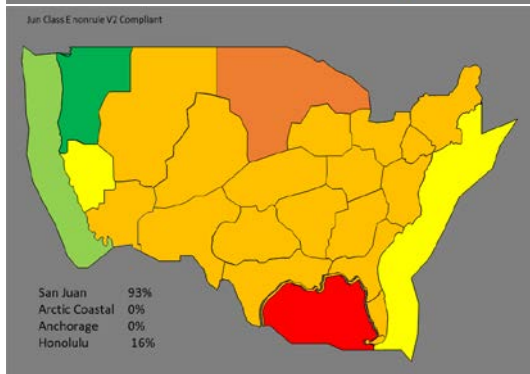 Jun Class E nonrule V2 Compliant
San Juan 93%
Arctic Coastal 0%
Anchorage 0%
Honolulu 16%